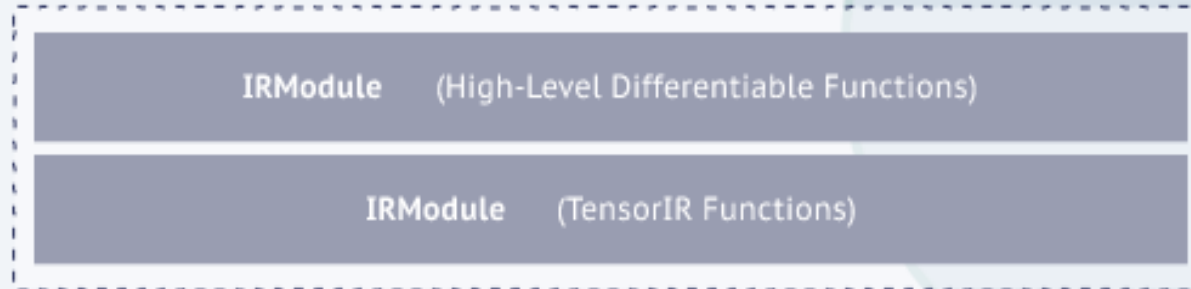 IRModule (High-Level Differentiable Functions)
IRModule (TensorIR Functions)